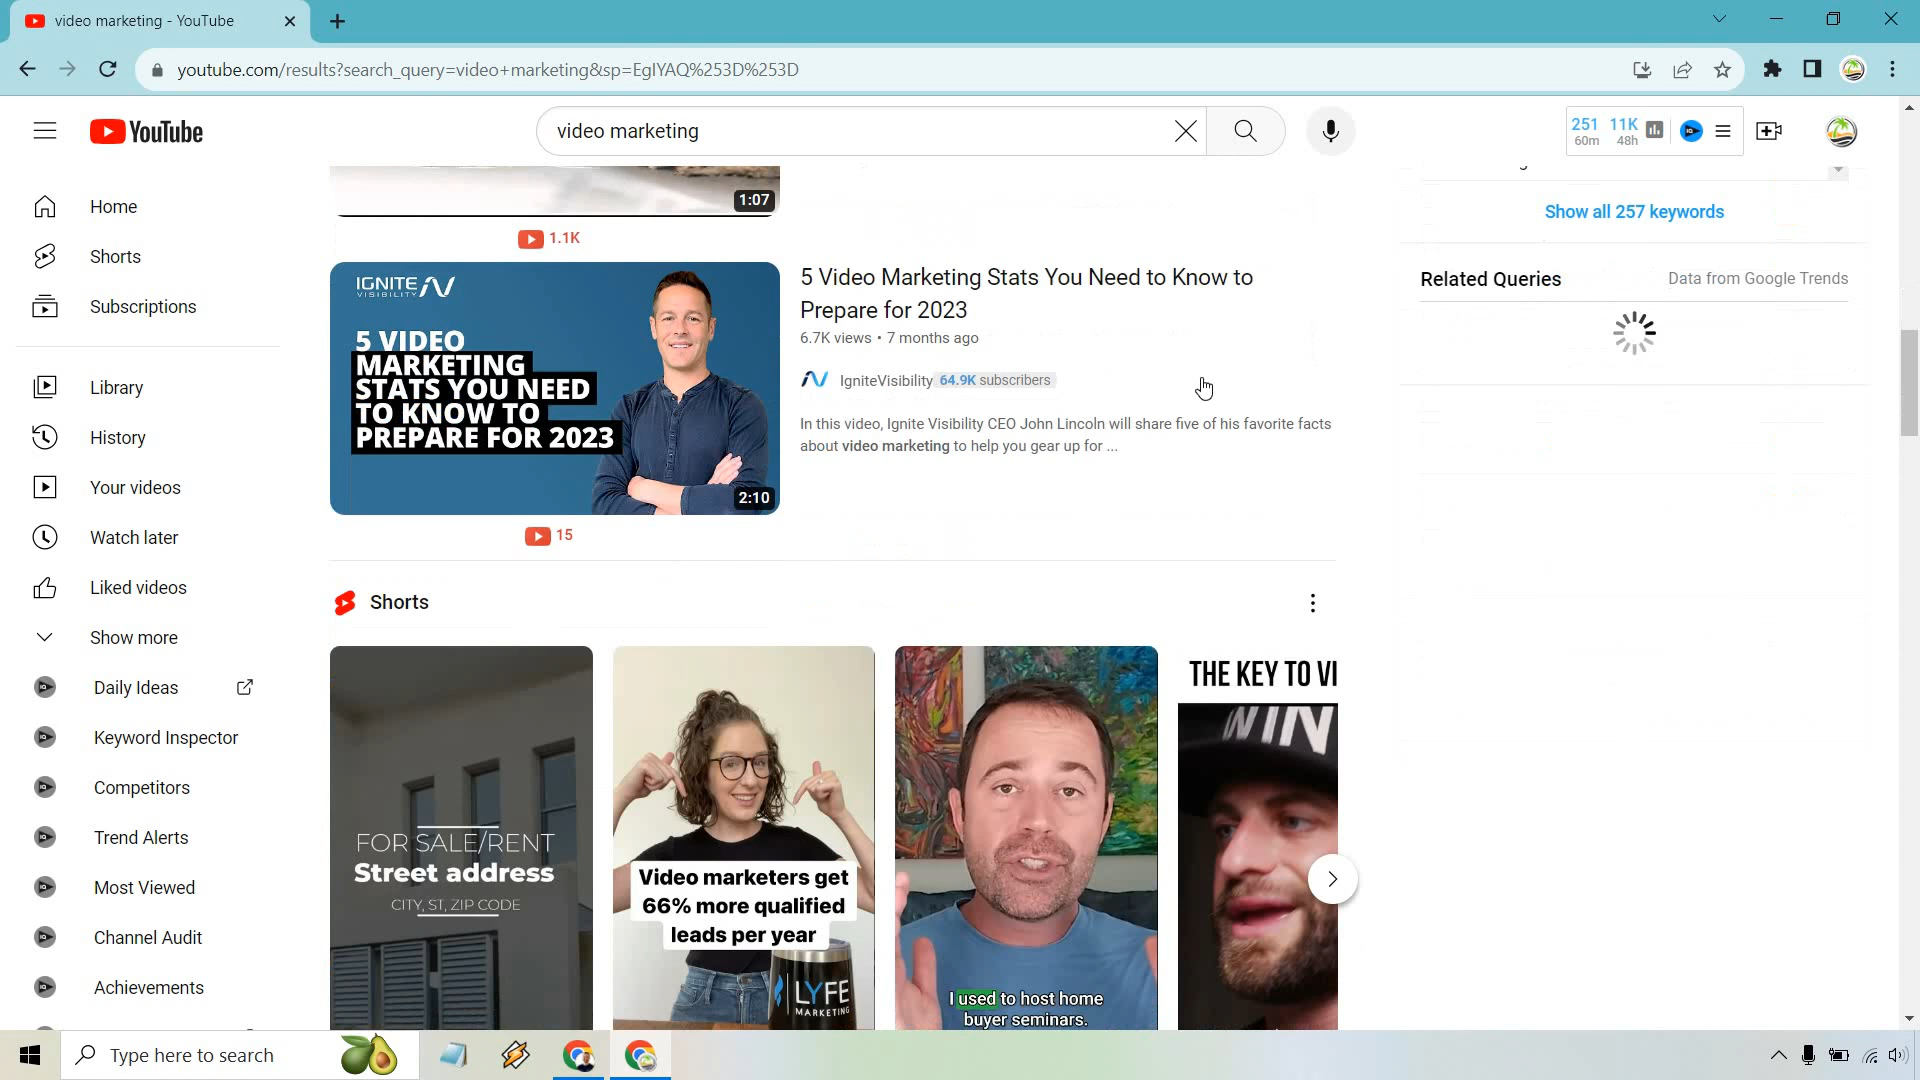 video marketing - YouTube
youtube.com/results?search_query=video+marketing&sp=EgIYAQ%253D%253D
YouTube
video marketing
251 11K
60m 48h
Home
Shorts
Subscriptions
Library
History
Your videos
Watch later
Liked videos
Show more
Daily Ideas
Keyword Inspector
Competitors
Trend Alerts
Most Viewed
Channel Audit
Achievements
1:07
1.1K
IGNITE
VISIBILITY
5 VIDEO
MARKETING
STATS YOU NEED
TO KNOW TO
PREPARE FOR 2023
2:10
15
5 Video Marketing Stats You Need to Know to
Prepare for 2023
6.7K views • 7 months ago
IgniteVisibility 64.9K subscribers
In this video, Ignite Visibility CEO John Lincoln will share five of his favorite facts
about video marketing to help you gear up for ...
Shorts
FOR SALE/RENT
Street address
CITY, ST, ZIP CODE
Video marketers get
66% more qualified
leads per year
LYFE
MARKETING
I used to host home
buyer seminars.
THE KEY TO VI
WIN
Show all 257 keywords
Related Queries
Data from Google Trends
Type here to search